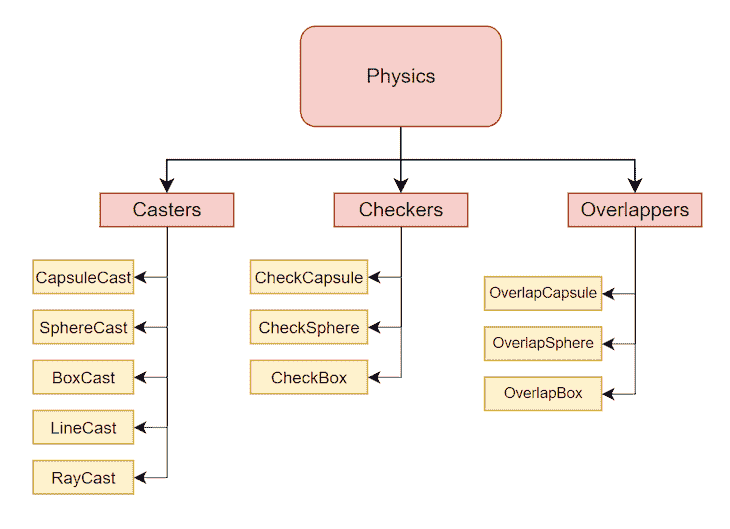 Physics
Casters
Checkers
Overlappers
CapsuleCast
SphereCast
BoxCast
LineCast
RayCast
CheckCapsule
CheckSphere
CheckBox
OverlapCapsule
OverlapSphere
OverlapBox